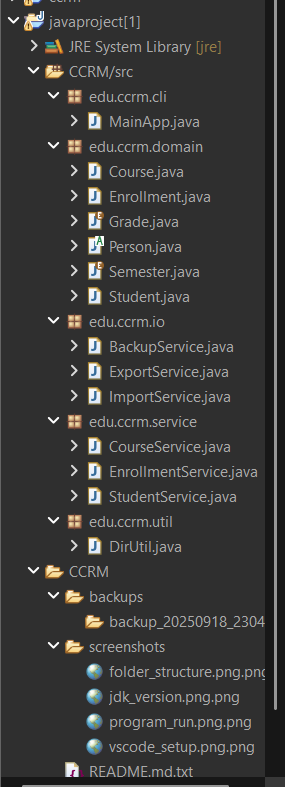 javaproject[1]
JRE System Library [jre]
CCRM/src
edu.ccrm.cli
MainApp.java
edu.ccrm.domain
Course.java
Enrollment.java
Grade.java
Person.java
Semester.java
Student.java
edu.ccrm.io
BackupService.java
ExportService.java
ImportService.java
edu.ccrm.service
CourseService.java
EnrollmentService.java
StudentService.java
edu.ccrm.util
DirUtil.java
CCRM
backups
backup_20250918_2304
screenshots
folder_structure.png.png
jdk_version.png.png
program_run.png.png
vscode_setup.png.png
README.md.txt